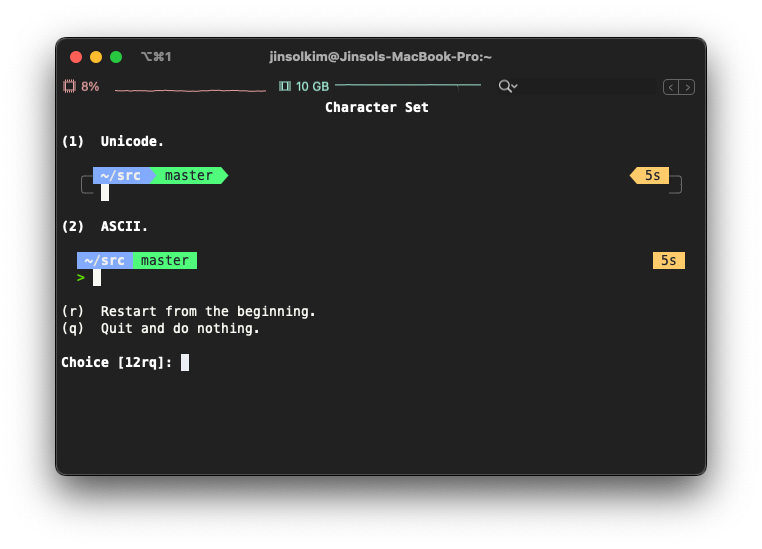 ⌥⌘1 jinsolkim@Jinsols-MacBook-Pro:~
8% 10 GB
Character Set
(1) Unicode.
~/src master 5s
(2) ASCII.
~/src master 5s
>
(r) Restart from the beginning.
(q) Quit and do nothing.
Choice [12rq]: